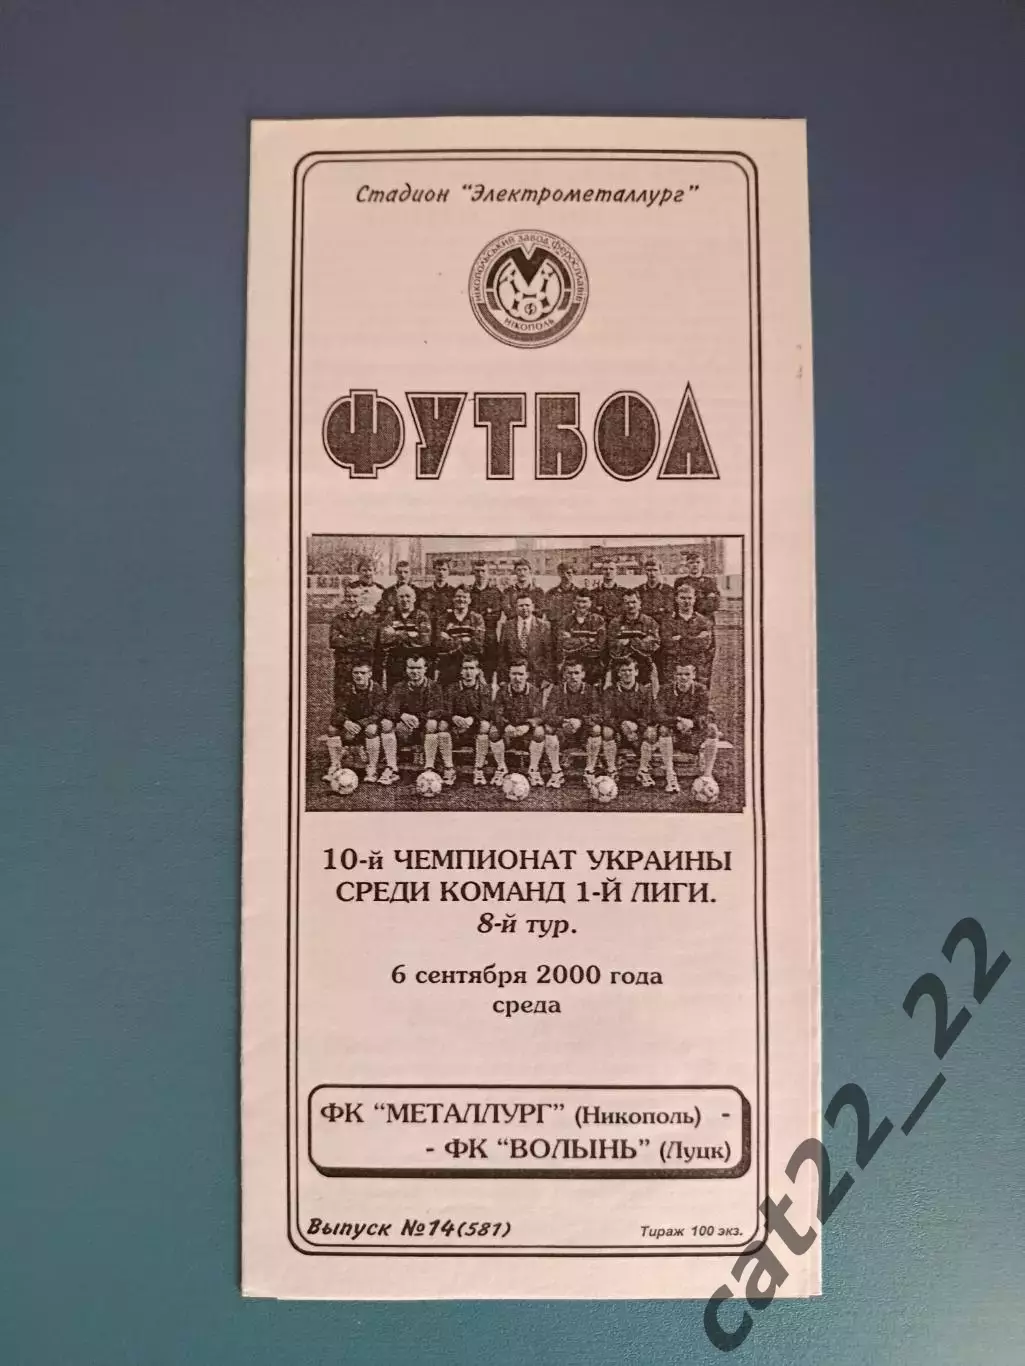 Стадион "Электрометаллург"
НІКОПОЛЬСЬКИЙ ЗАВОД ФЕРОСПЛАВІВ
НІКОПОЛЬ
ФУТБОЛ
10-й ЧЕМПИОНАТ УКРАИНЫ
СРЕДИ КОМАНД 1-Й ЛИГИ.
8-й тур.
6 сентября 2000 года
среда
ФК "МЕТАЛЛУРГ" (Никополь) -
- ФК "ВОЛЫНЬ" (Луцк)
Выпуск №14(581)
Тираж 100 экз.
cat22_22